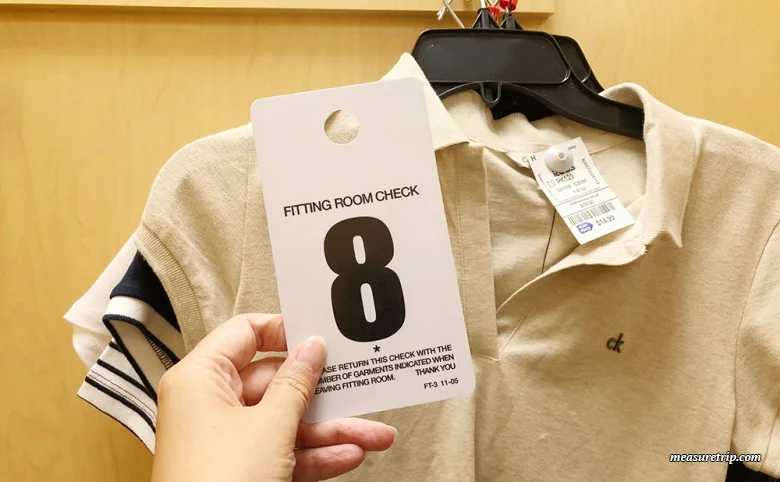 FITTING ROOM CHECK
8
*
ASE RETURN THIS CHECK WITH THE
MBER OF GARMENTS INDICATED WHEN
EAVING FITTING ROOM. THANK YOU
FT-3 11-05
H
$14.99
ck
measuretrip.com